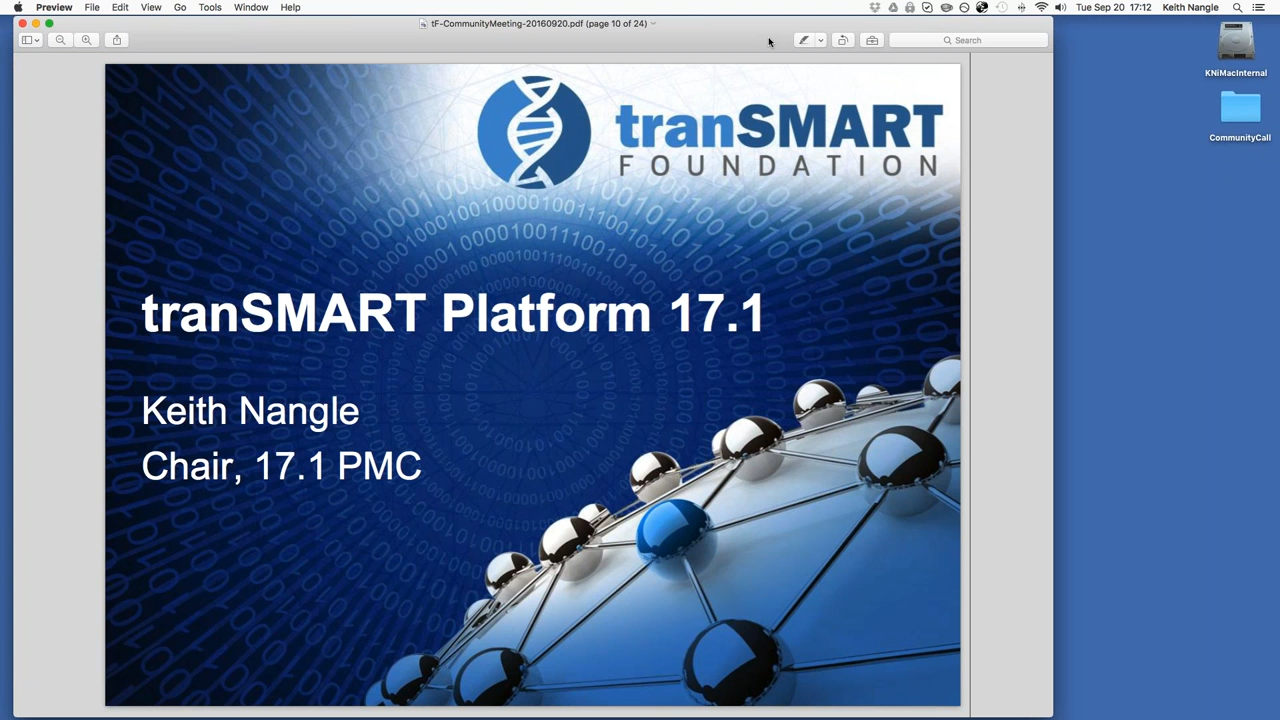 Preview File Edit View Go Tools Window Help Tue Sep 20 17:12 Keith Nangle
tF-CommunityMeeting-20160920.pdf (page 10 of 24)
Search
KNiMacInternal
CommunityCall
tranSMART
FOUNDATION
tranSMART Platform 17.1
Keith Nangle
Chair, 17.1 PMC